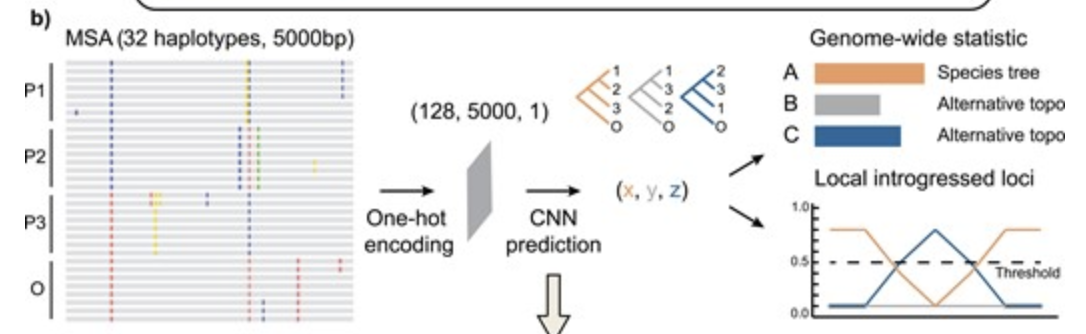 b)
MSA (32 haplotypes, 5000bp)
P1
P2
P3
O
One-hot
encoding
(128, 5000, 1)
CNN
prediction
1
2
3
O
1
3
2
O
2
3
1
O
(x, y, z)
Genome-wide statistic
A Species tree
B Alternative topo
C Alternative topo
Local introgressed loci
1.0
0.5
0.0
Threshold